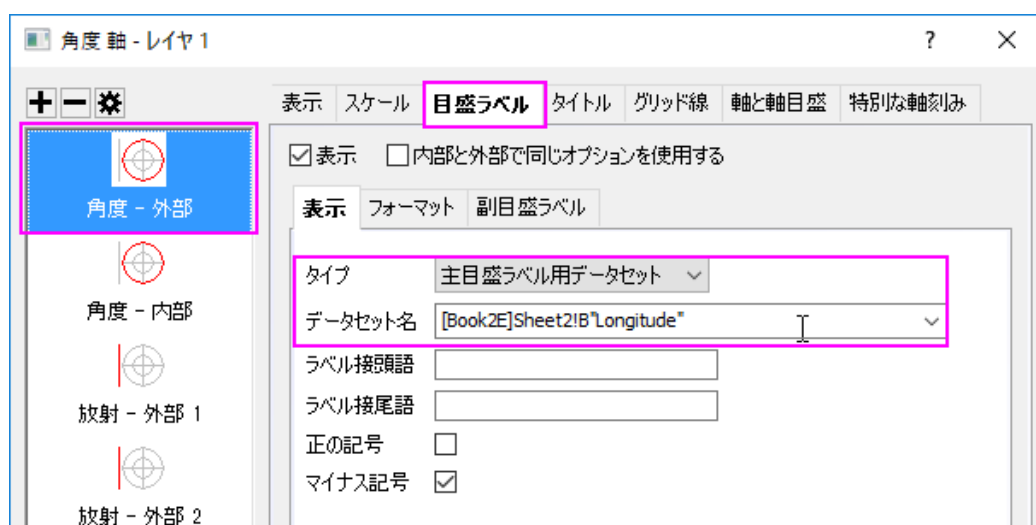 角度 軸 - レイヤ 1
表示 スケール 目盛ラベル タイトル グリッド線 軸と軸目盛 特別な軸刻み
表示 内部と外部で同じオプションを使用する
角度 - 外部
表示 フォーマット 副目盛ラベル
タイプ 主目盛ラベル用データセット
角度 - 内部
データセット名 [Book2E]Sheet2!B"Longitude"
ラベル接頭語
ラベル接尾語
放射 - 外部 1
正の記号
マイナス記号
放射 - 外部 2